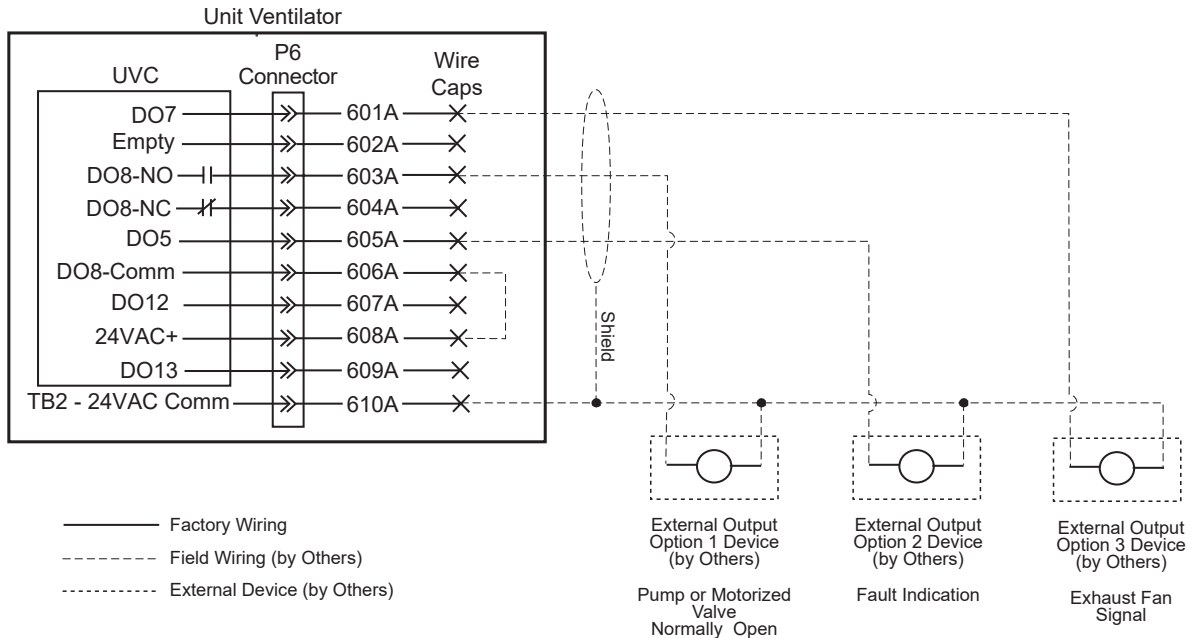 Unit Ventilator
P6
Connector
Wire
Caps
UVC
DO7
601A
Empty
602A
DO8-NO
603A
DO8-NC
604A
DO5
605A
DO8-Comm
606A
DO12
607A
24VAC+
608A
DO13
609A
TB2 - 24VAC Comm
610A
Shield
Factory Wiring
Field Wiring (by Others)
External Device (by Others)
External Output
Option 1 Device
(by Others)
Pump or Motorized
Valve
Normally Open
External Output
Option 2 Device
(by Others)
Fault Indication
External Output
Option 3 Device
(by Others)
Exhaust Fan
Signal